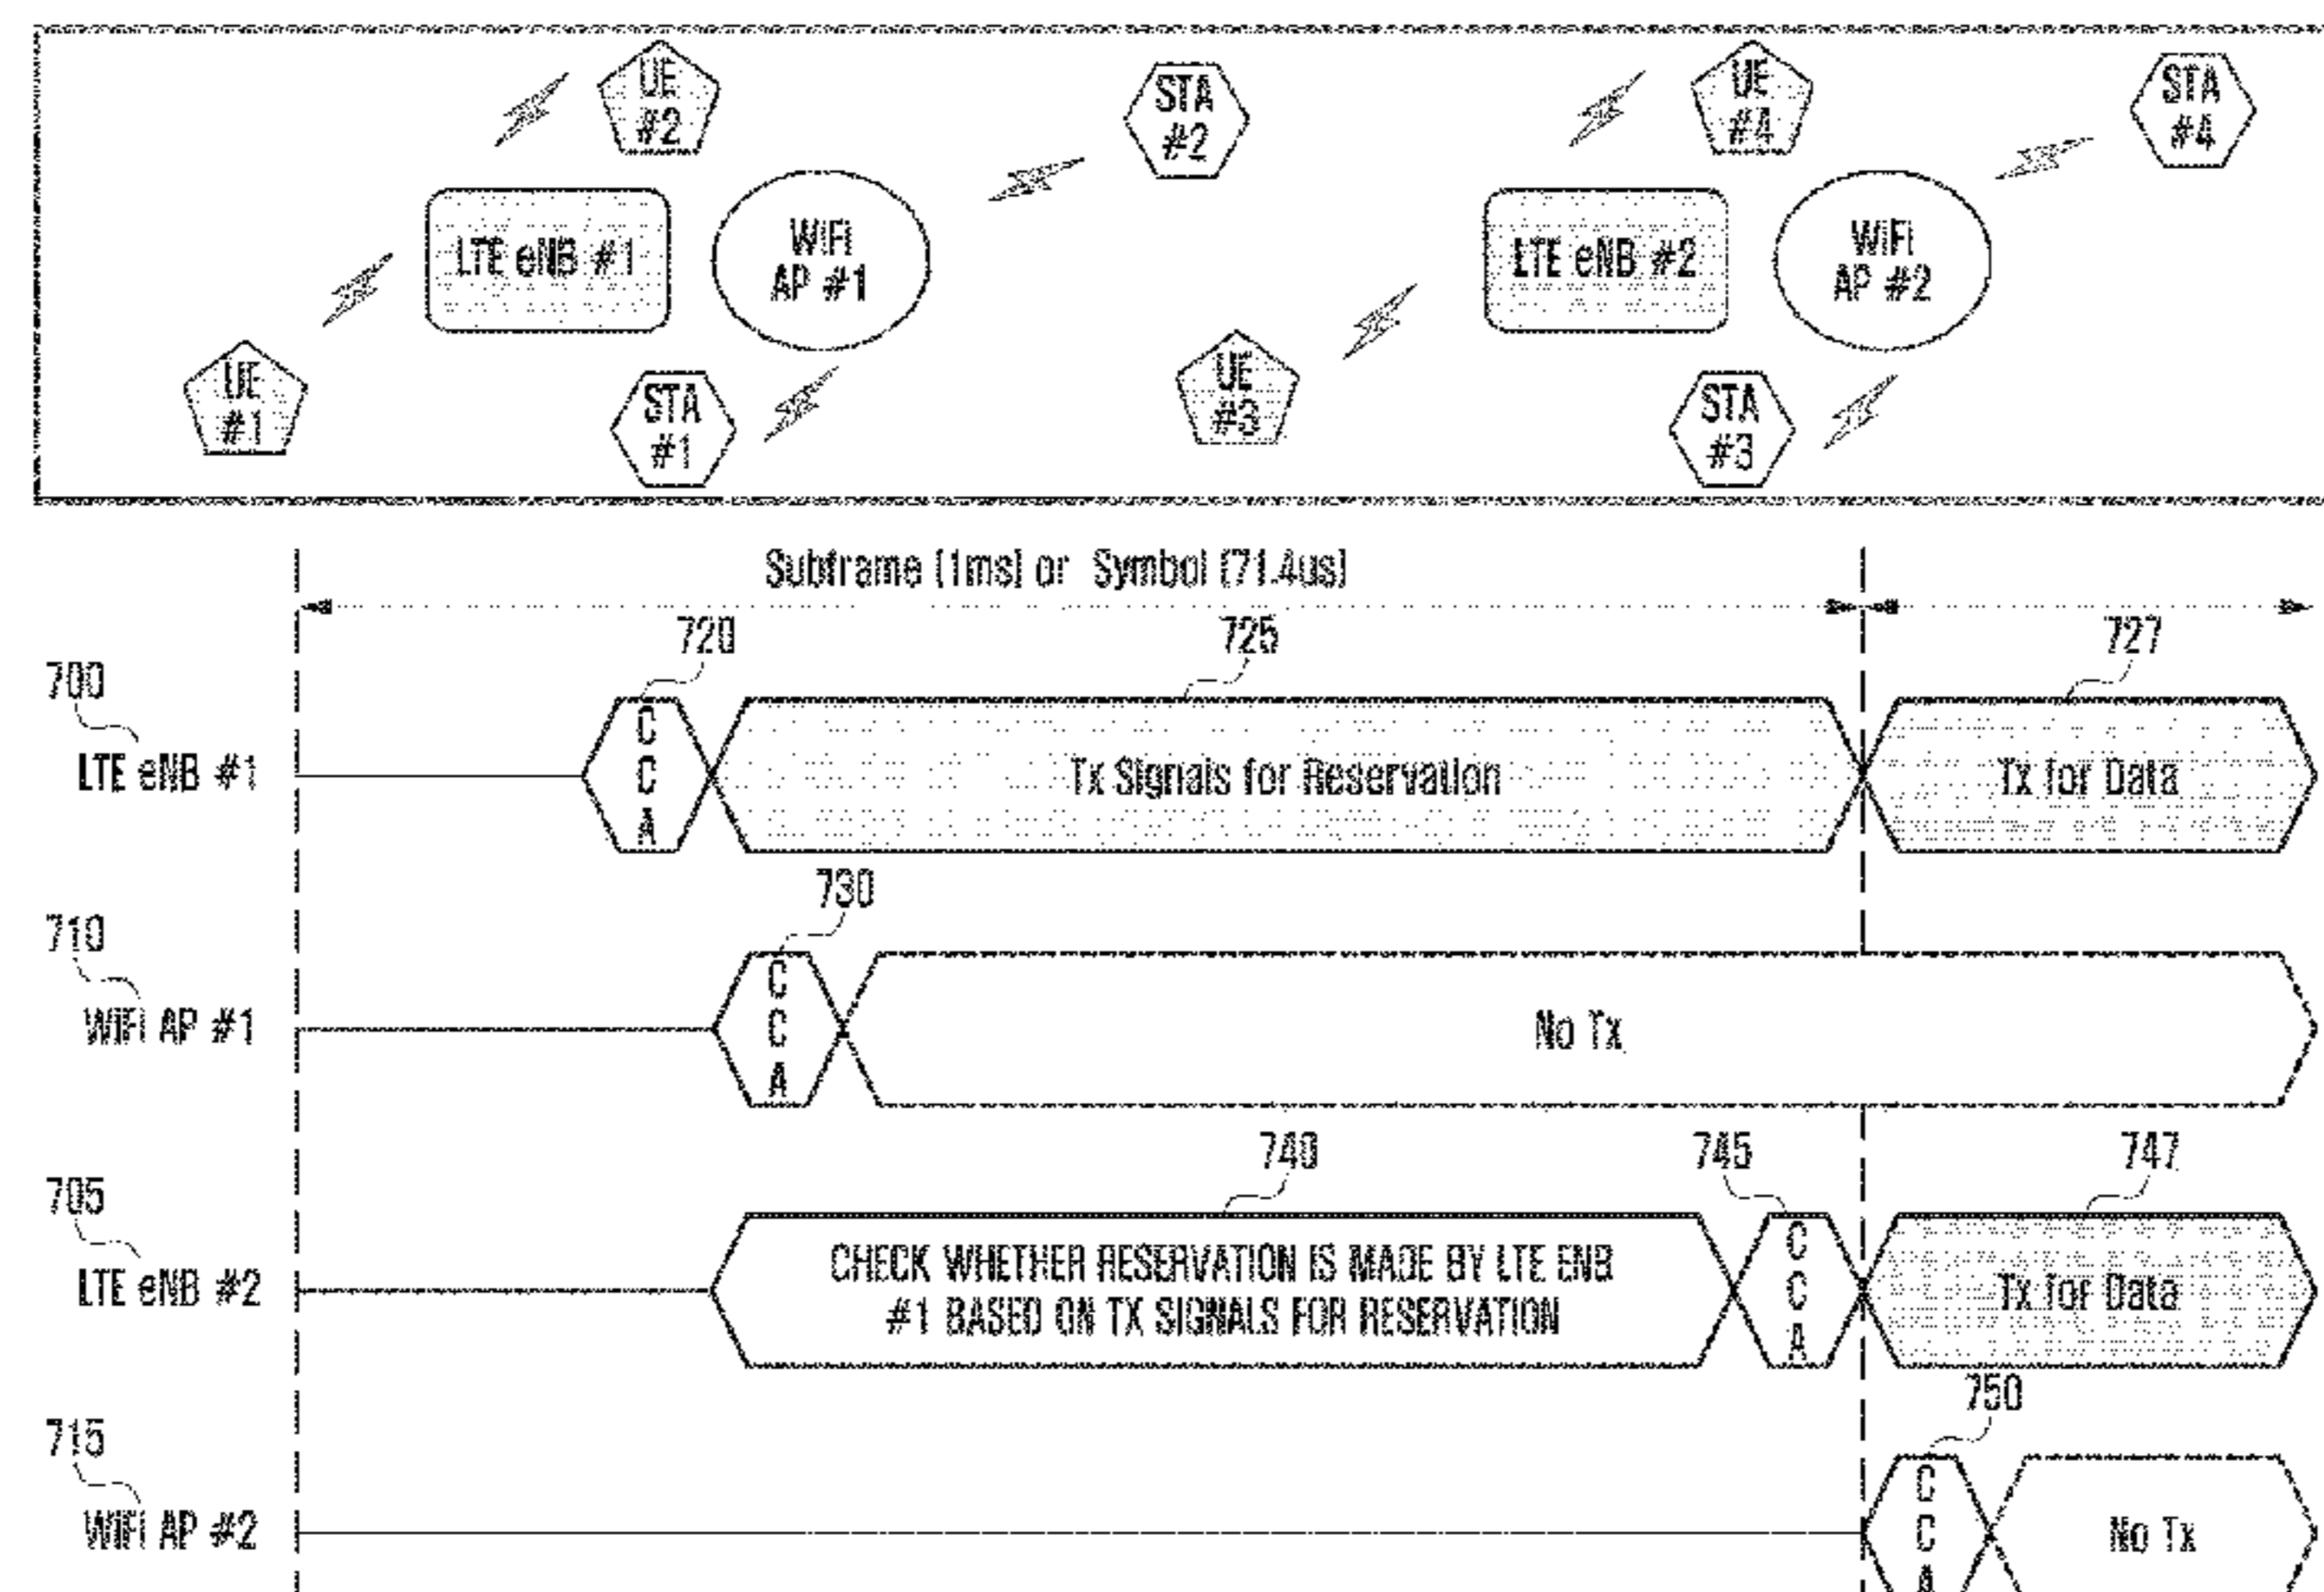 UE
#2
STA
#2
UE
#4
STA
#4
LTE eNB #1
WiFi
AP #1
LTE eNB #2
WiFi
AP #2
UE
#1
STA
#1
UE
#3
STA
#3
Subframe (1ms) or Symbol (71.4us)
720
725
727
700
LTE eNB #1
C
C
A
Tx Signals for Reservation
Tx for Data
730
710
WiFi AP #1
C
C
A
No Tx
740
745
747
705
LTE eNB #2
CHECK WHETHER RESERVATION IS MADE BY LTE ENB
#1 BASED ON TX SIGNALS FOR RESERVATION
C
C
A
Tx for Data
750
715
WiFi AP #2
C
C
A
No Tx